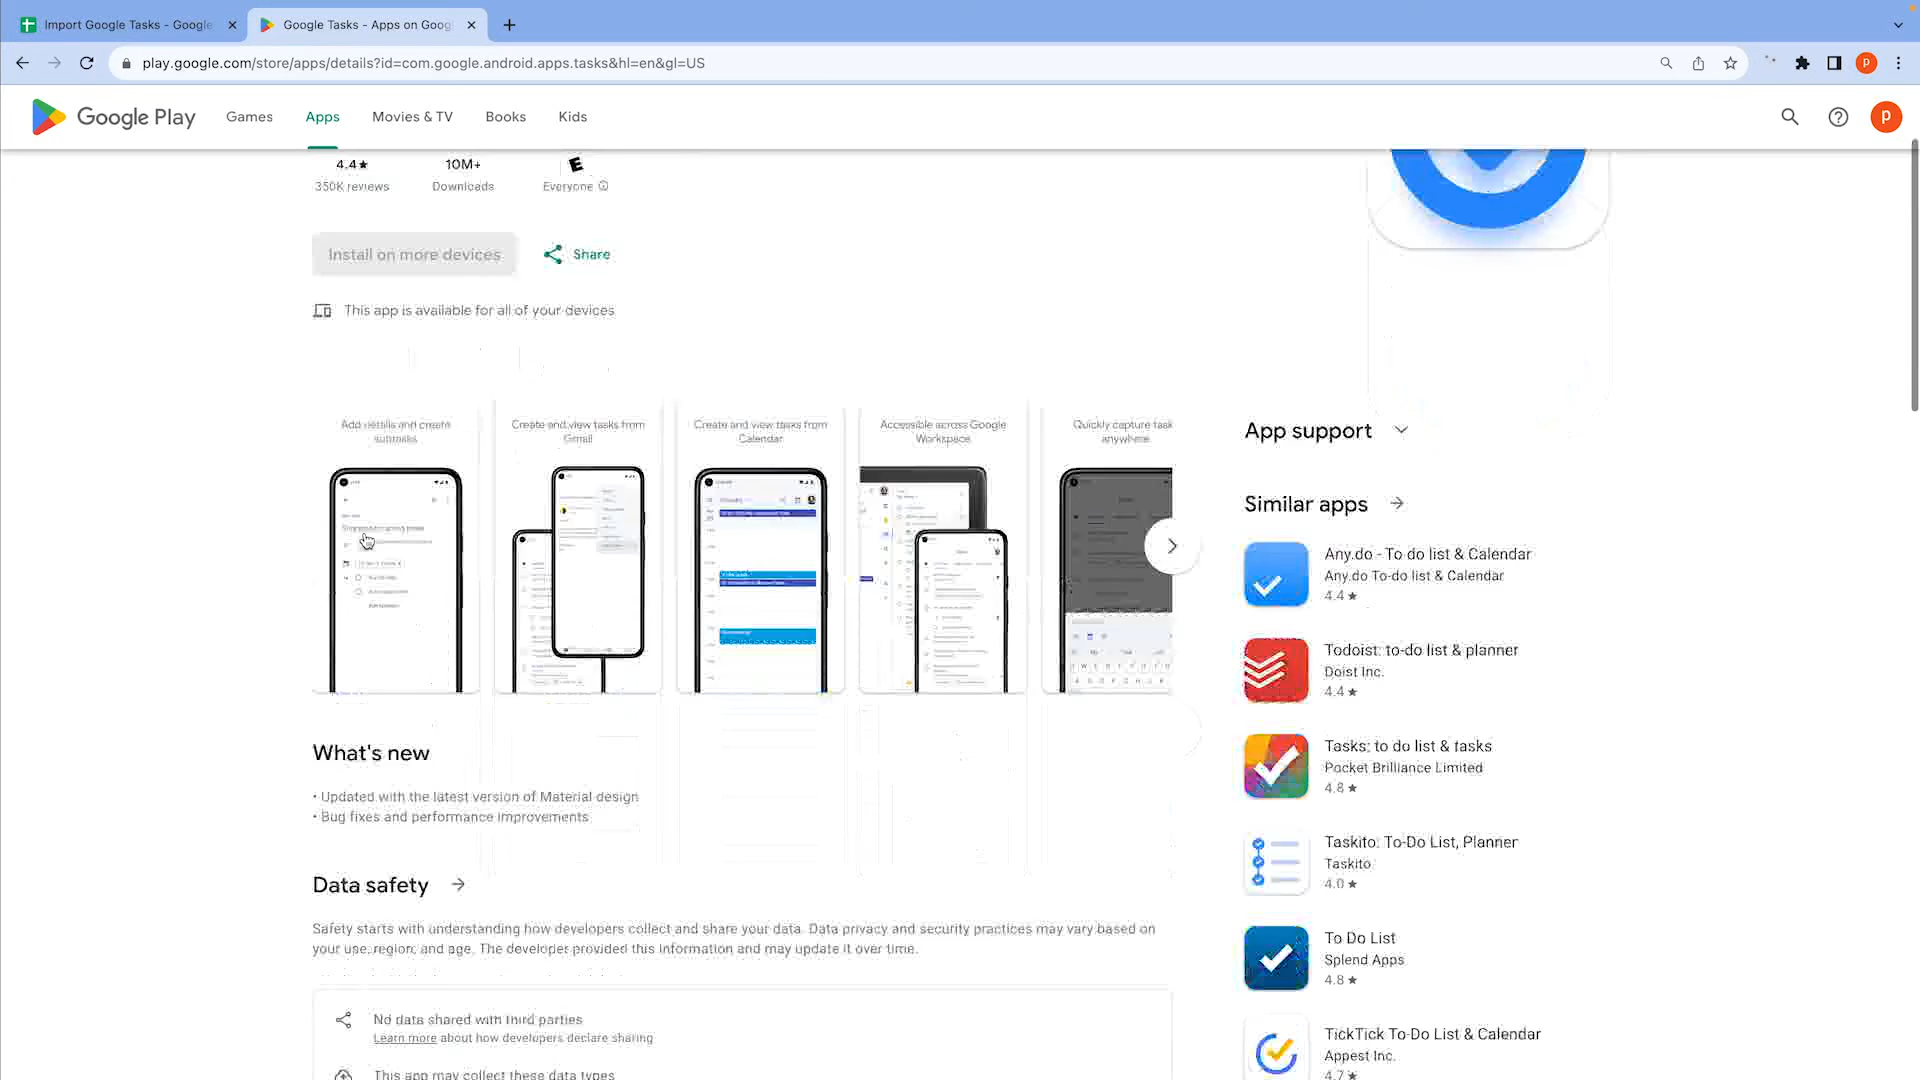 Import Google Tasks - Google
Google Tasks - Apps on Goog
play.google.com/store/apps/details?id=com.google.android.apps.tasks&hl=en&gl=US
P
Google Play
Games
Apps
Movies & TV
Books
Kids
P
4.4★
350K reviews
10M+
Downloads
E
Everyone
Install on more devices
Share
This app is available for all of your devices
Add details and create
subtasks
Create and view tasks from
Gmail
Create and view tasks from
Calendar
Accessible across Google
Workspace
Quickly capture task
anywhere
App support
Similar apps
Any.do - To do list & Calendar
Any.do To-do list & Calendar
4.4★
Todoist: to-do list & planner
Doist Inc.
4.4★
Tasks: to do list & tasks
Pocket Brilliance Limited
4.8★
Taskito: To-Do List, Planner
Taskito
4.0★
To Do List
Splend Apps
4.8★
TickTick To-Do List & Calendar
Appest Inc.
4.7★
What's new
• Updated with the latest version of Material design
• Bug fixes and performance improvements
Data safety
Safety starts with understanding how developers collect and share your data. Data privacy and security practices may vary based on
your use, region, and age. The developer provided this information and may update it over time.
No data shared with third parties
Learn more about how developers declare sharing
This app may collect these data types